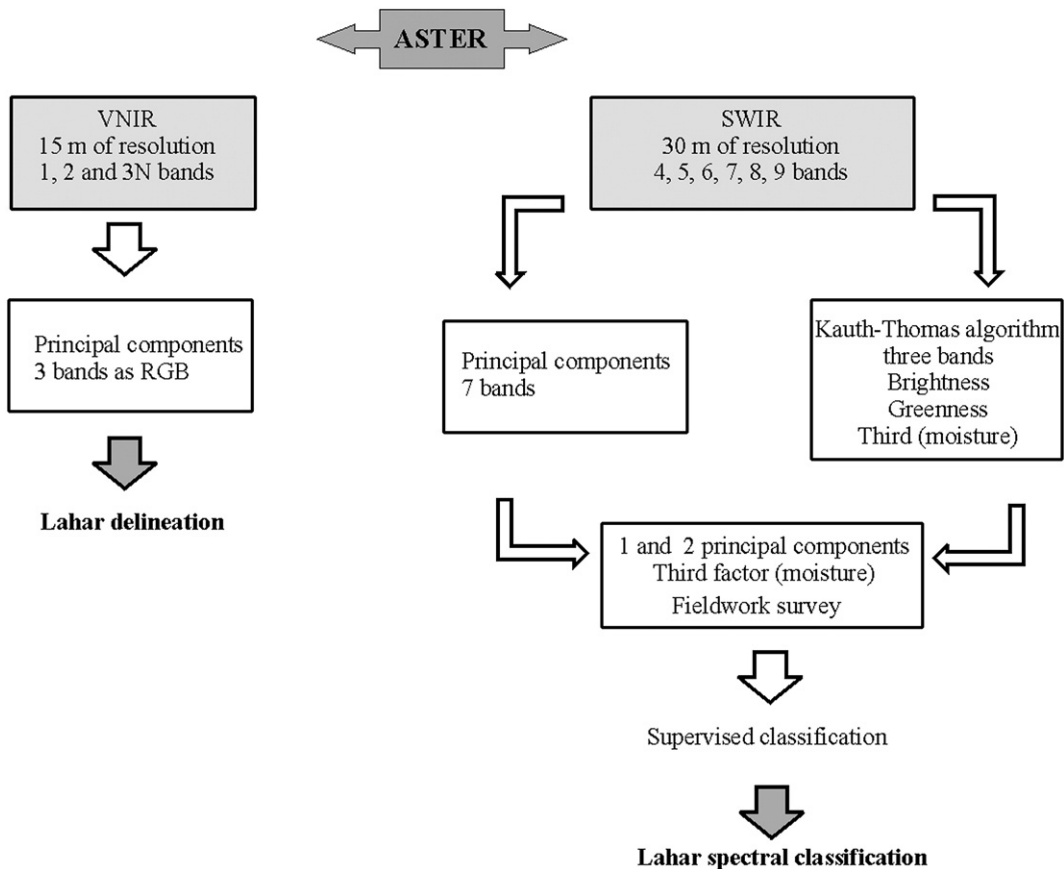 ASTER
VNIR
15 m of resolution
1, 2 and 3N bands
Principal components
3 bands as RGB
Lahar delineation
SWIR
30 m of resolution
4, 5, 6, 7, 8, 9 bands
Principal components
7 bands
Kauth-Thomas algorithm
three bands
Brightness
Greenness
Third (moisture)
1 and 2 principal components
Third factor (moisture)
Fieldwork survey
Supervised classification
Lahar spectral classification